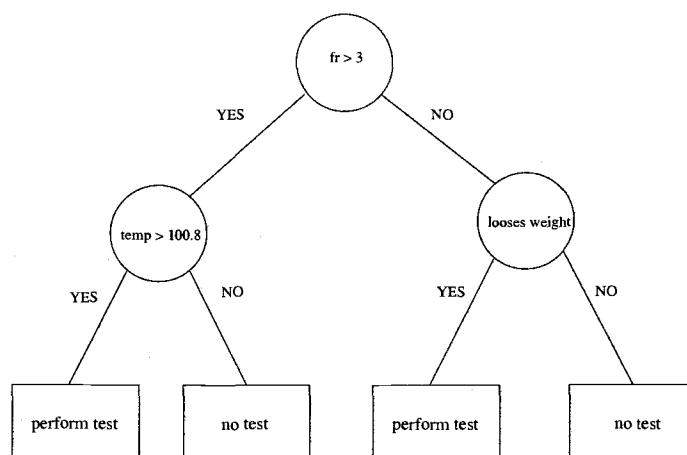 fr > 3
YES
NO
temp > 100.8
looses weight
YES
NO
YES
NO
perform test
no test
perform test
no test